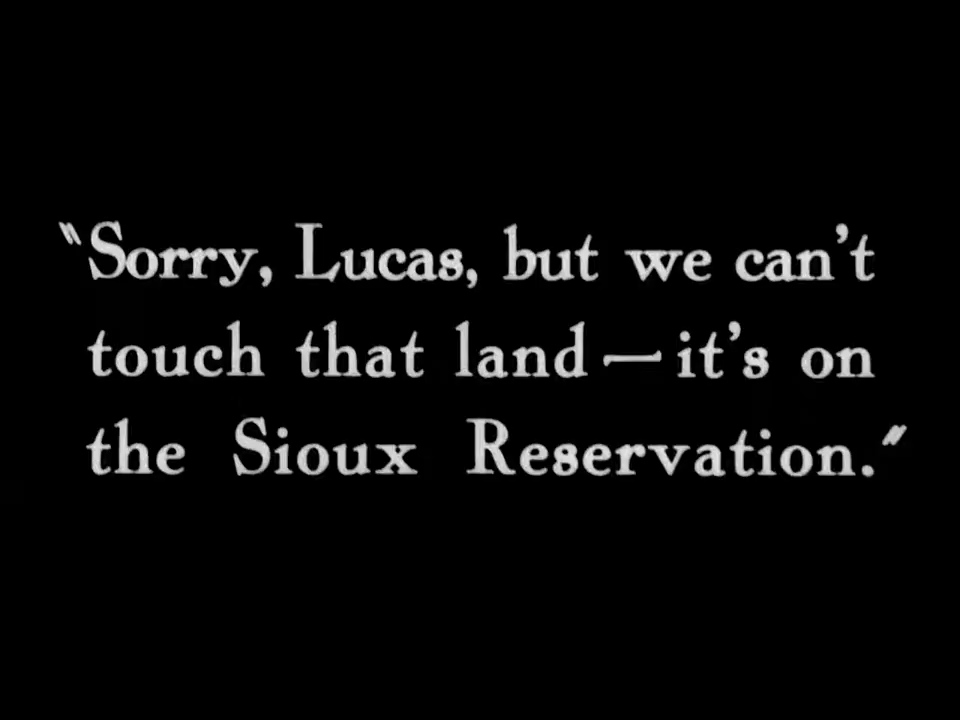 "Sorry, Lucas, but we can't
touch that land — it's on
the Sioux Reservation."